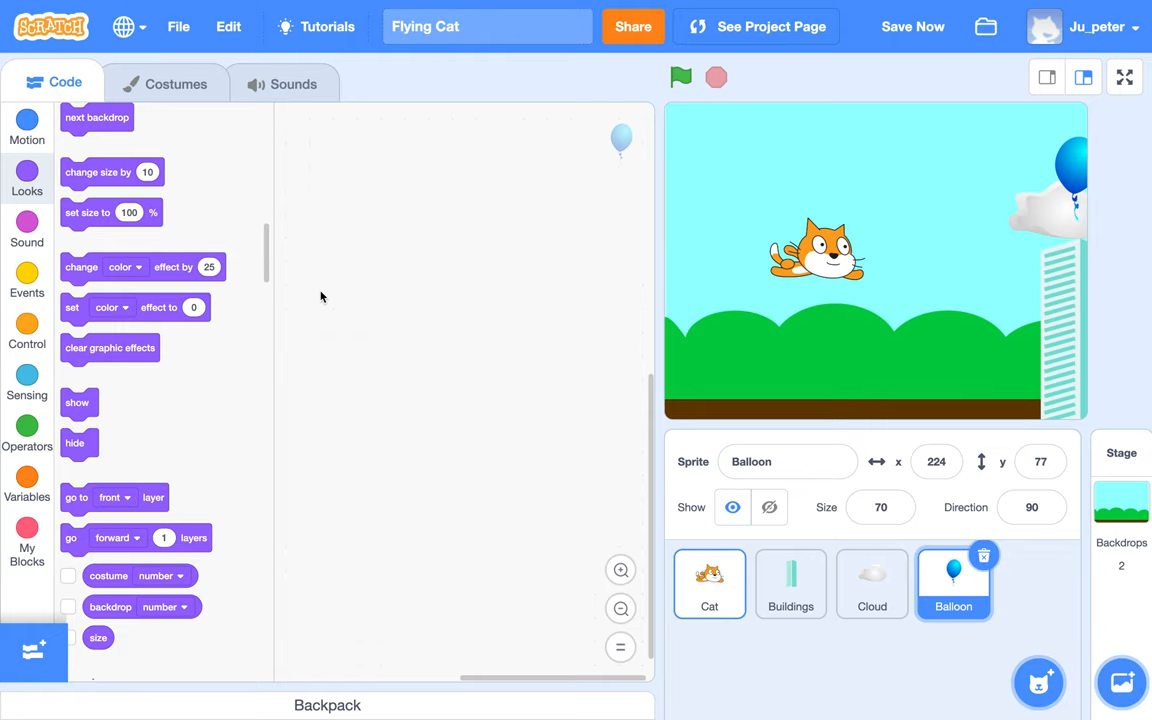 SCRATCH File Edit Tutorials Flying Cat Share See Project Page Save Now Ju_peter
Code Costumes Sounds
Motion
Looks
Sound
Events
Control
Sensing
Operators
Variables
My
Blocks
next backdrop
change size by 10
set size to 100 %
change color effect by 25
set color effect to 0
clear graphic effects
show
hide
go to front layer
go forward 1 layers
costume number
backdrop number
size
Backpack
Sprite Balloon x 224 y 77
Show Size 70 Direction 90
Cat Buildings Cloud Balloon
Stage
Backdrops
2